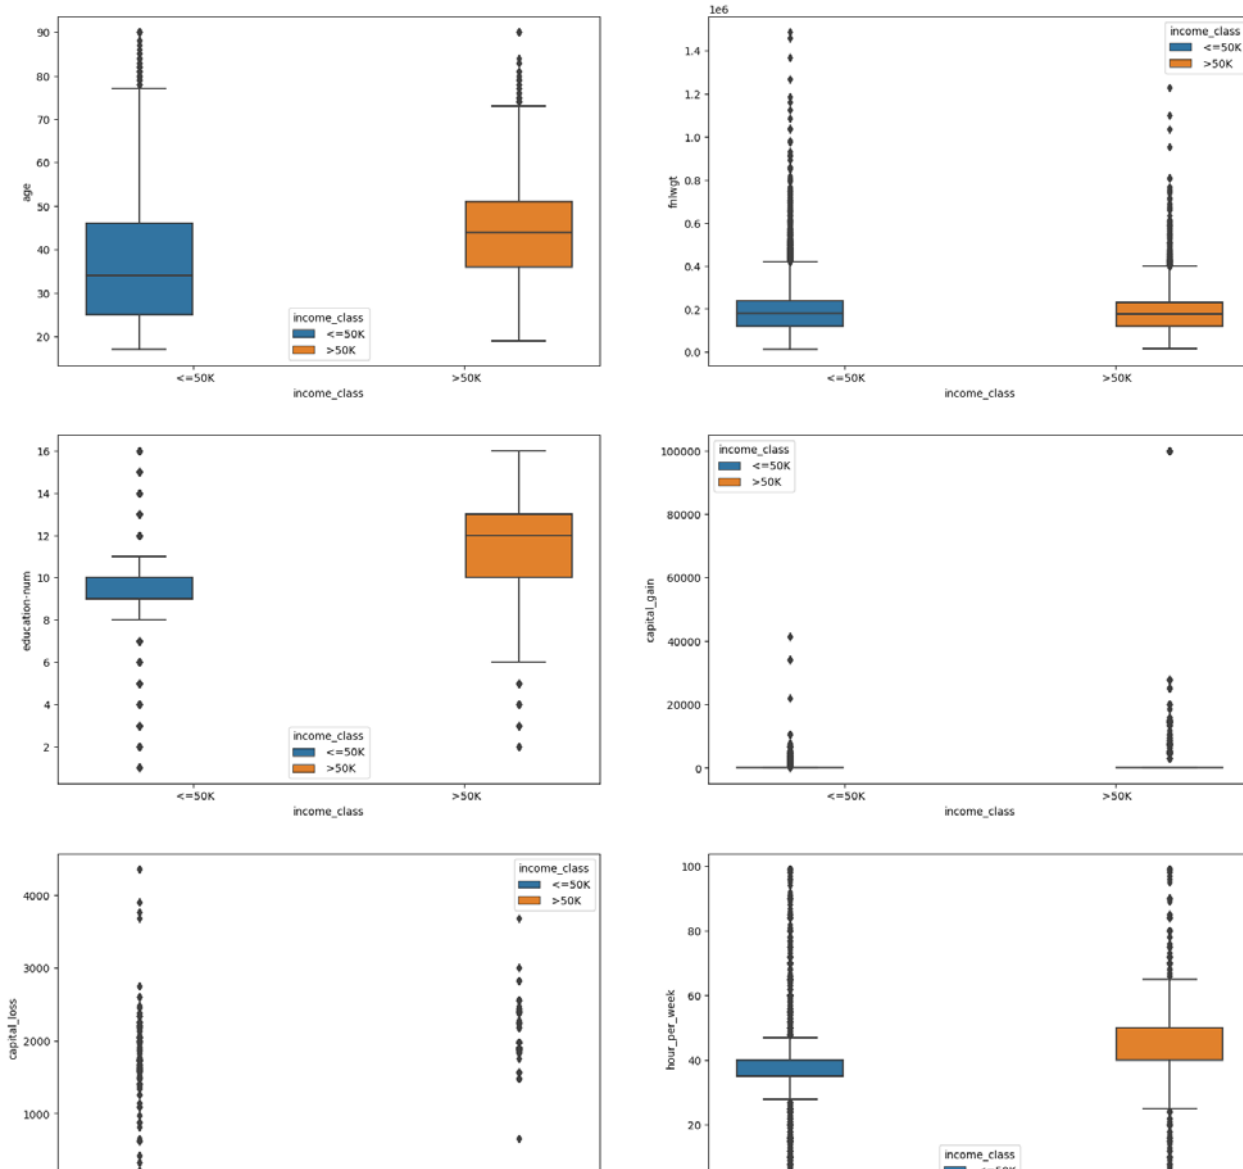 90
80
70
60
50
40
30
20
age
income_class
<=50K
>50K
<=50K
>50K
income_class
1e6
1.4
1.2
1.0
0.8
0.6
0.4
0.2
0.0
fnlwgt
income_class
<=50K
>50K
<=50K
>50K
income_class
16
14
12
10
8
6
4
2
education-num
income_class
<=50K
>50K
<=50K
>50K
income_class
100000
80000
60000
40000
20000
0
capital_gain
income_class
<=50K
>50K
<=50K
>50K
income_class
4000
3000
2000
1000
capital_loss
income_class
<=50K
>50K
100
80
60
40
20
hour_per_week
income_class
<=50K